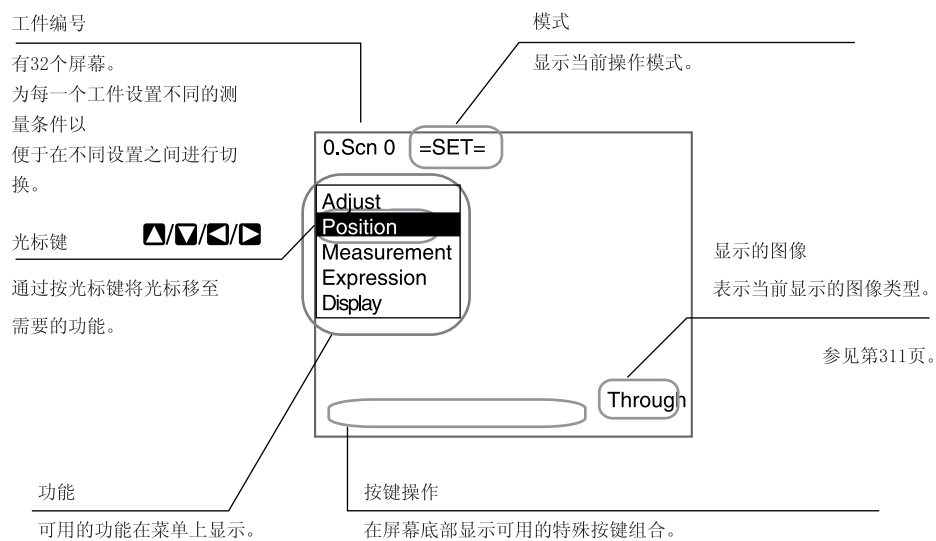 工件编号
有32个屏幕。
为每一个工件设置不同的测
量条件以
便于在不同设置之间进行切
换。
光标键 △/▽/◁/▷
通过按光标键将光标移至
需要的功能。
模式
显示当前操作模式。
0.Scn 0 =SET=
Adjust
Position
Measurement
Expression
Display
Through
显示的图像
表示当前显示的图像类型。
参见第311页。
功能
可用的功能在菜单上显示。
按键操作
在屏幕底部显示可用的特殊按键组合。